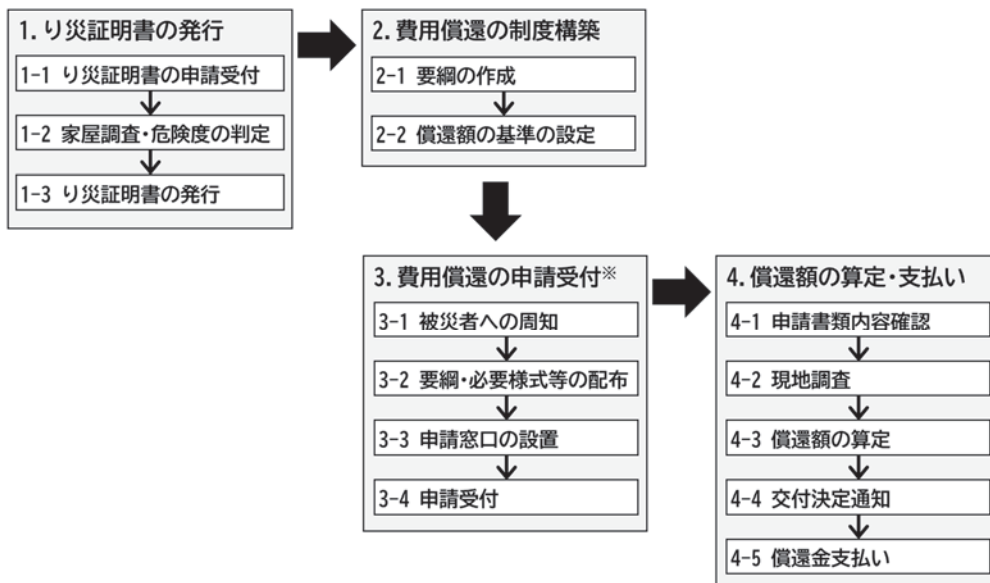 1. り災証明書の発行
1-1 り災証明書の申請受付
1-2 家屋調査・危険度の判定
1-3 り災証明書の発行
2. 費用償還の制度構築
2-1 要綱の作成
2-2 償還額の基準の設定
3. 費用償還の申請受付※
3-1 被災者への周知
3-2 要綱・必要様式等の配布
3-3 申請窓口の設置
3-4 申請受付
4. 償還額の算定・支払い
4-1 申請書類内容確認
4-2 現地調査
4-3 償還額の算定
4-4 交付決定通知
4-5 償還金支払い